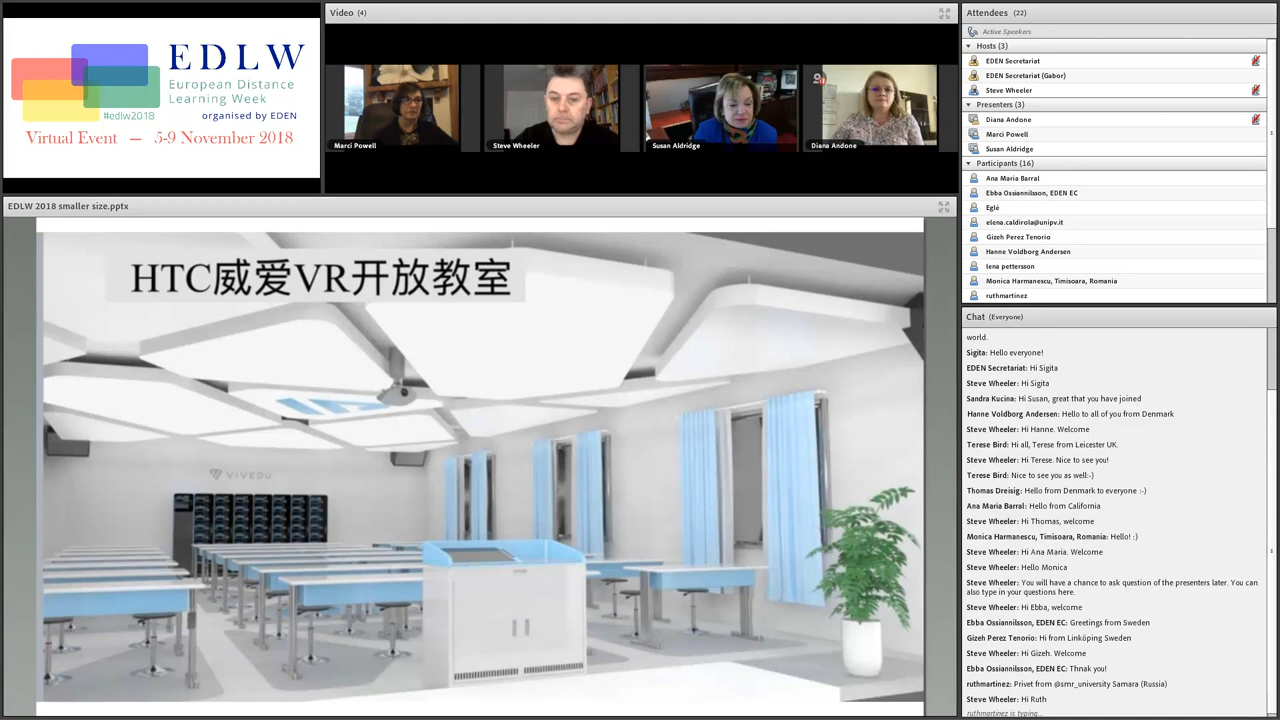 EDLW
European Distance
Learning Week
#edlw2018
organised by EDEN
Virtual Event — 5-9 November 2018
Video (4)
Marci Powell
Steve Wheeler
Susan Aldridge
Diana Andone
EDLW 2018 smaller size.pptx
HTC威爱VR开放教室
VIVEDU
Attendees (22)
Active Speakers
Hosts (3)
EDEN Secretariat
EDEN Secretariat (Gabor)
Steve Wheeler
Presenters (3)
Diana Andone
Marci Powell
Susan Aldridge
Participants (16)
Ana Maria Barral
Ebba Ossiannilsson, EDEN EC
Eglė
elena.caldirola@unipv.it
Gizeh Perez Tenorio
Hanne Voldborg Andersen
lena pettersson
Monica Harmanescu, Timisoara, Romania
ruthmartinez
Chat (Everyone)
world.
Sigita: Hello everyone!
EDEN Secretariat: Hi Sigita
Steve Wheeler: Hi Sigita
Sandra Kucina: Hi Susan, great that you have joined
Hanne Voldborg Andersen: Hello to all of you from Denmark
Steve Wheeler: Hi Hanne. Welcome
Terese Bird: Hi all, Terese from Leicester UK.
Steve Wheeler: Hi Terese. Nice to see you!
Terese Bird: Nice to see you as well:-)
Thomas Dreisig: Hello from Denmark to everyone :-)
Ana Maria Barral: Hello from California
Steve Wheeler: Hi Thomas, welcome
Monica Harmanescu, Timisoara, Romania: Hello! :)
Steve Wheeler: Hi Ana Maria. Welcome
Steve Wheeler: Hello Monica
Steve Wheeler: You will have a chance to ask question of the presenters later. You can
also type in your questions here.
Steve Wheeler: Hi Ebba, welcome
Ebba Ossiannilsson, EDEN EC: Greetings from Sweden
Gizeh Perez Tenorio: Hi from Linköping Sweden
Steve Wheeler: Hi Gizeh. Welcome
Ebba Ossiannilsson, EDEN EC: Thnak you!
ruthmartinez: Privet from @smr_university Samara (Russia)
Steve Wheeler: Hi Ruth
ruthmartinez is typing...